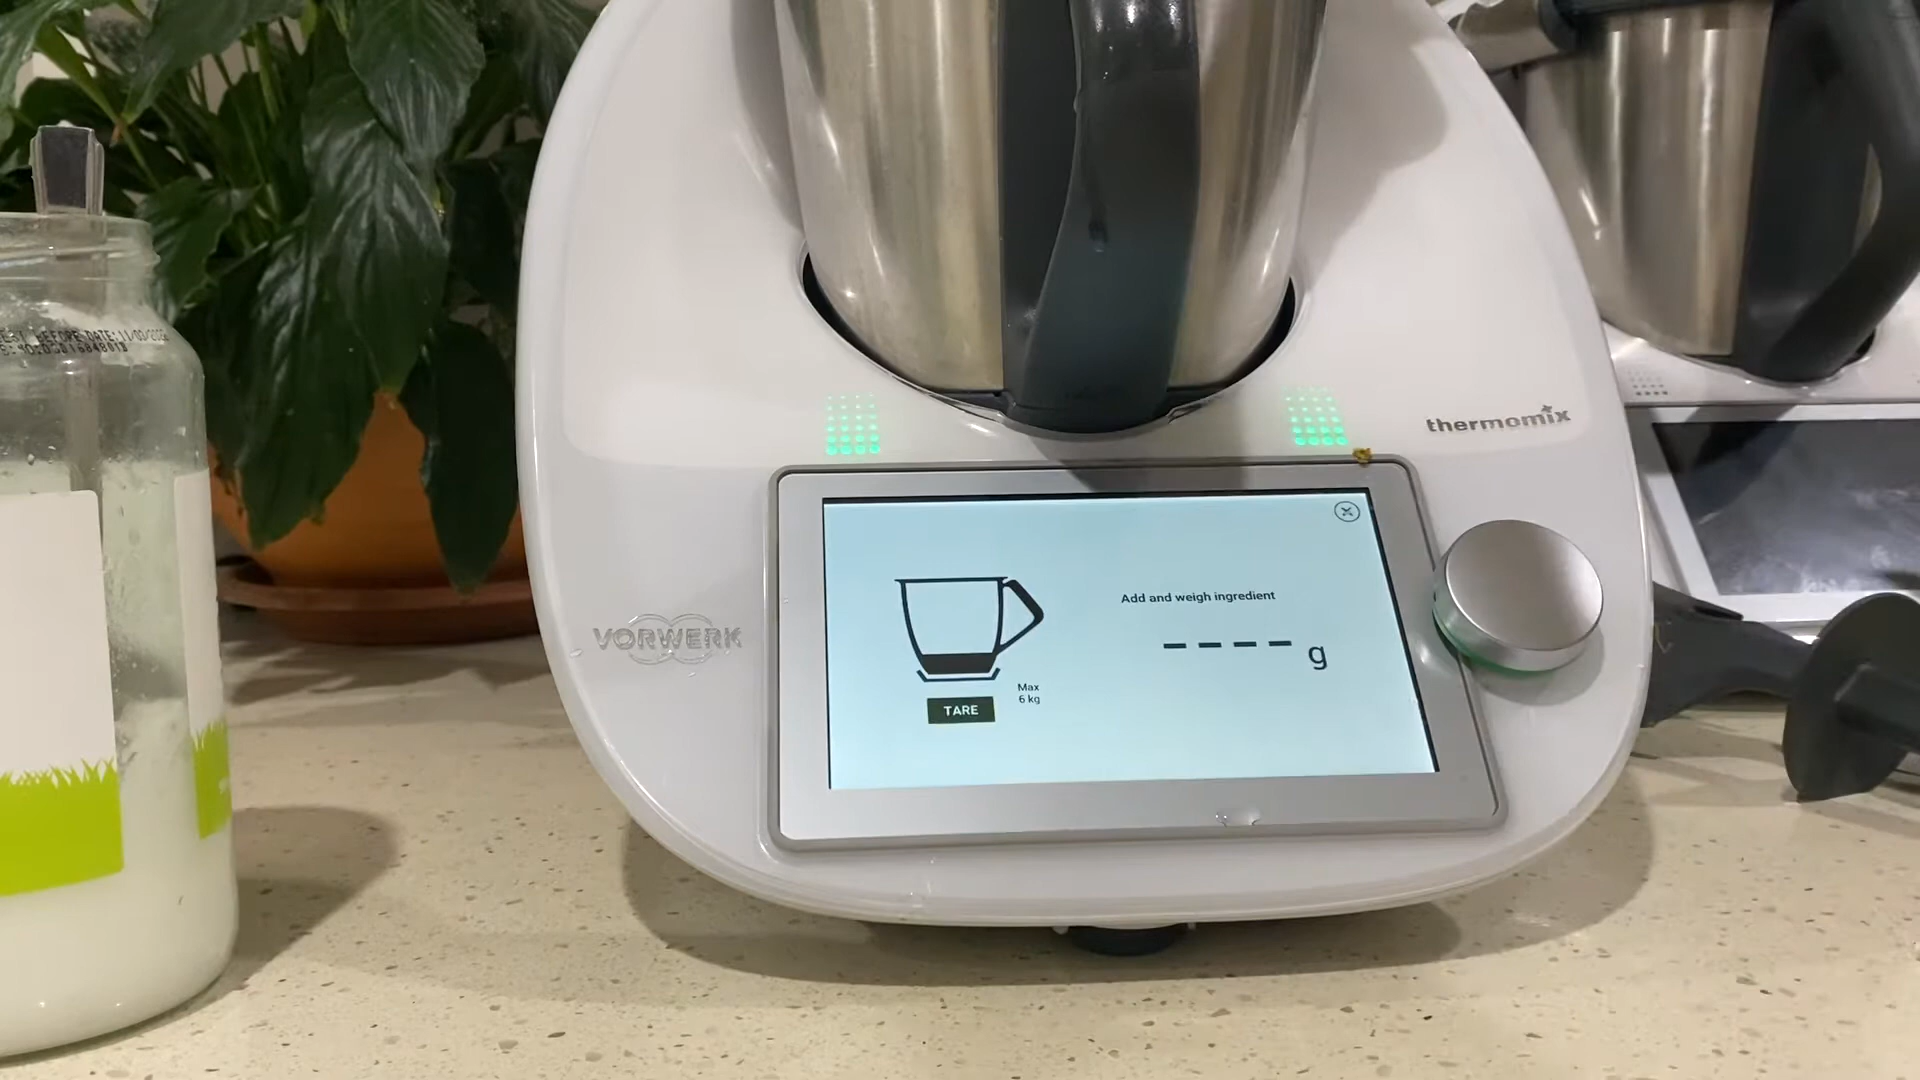 thermomix
VORWERK
Add and weigh ingredient
---- g
Max
6 kg
TARE